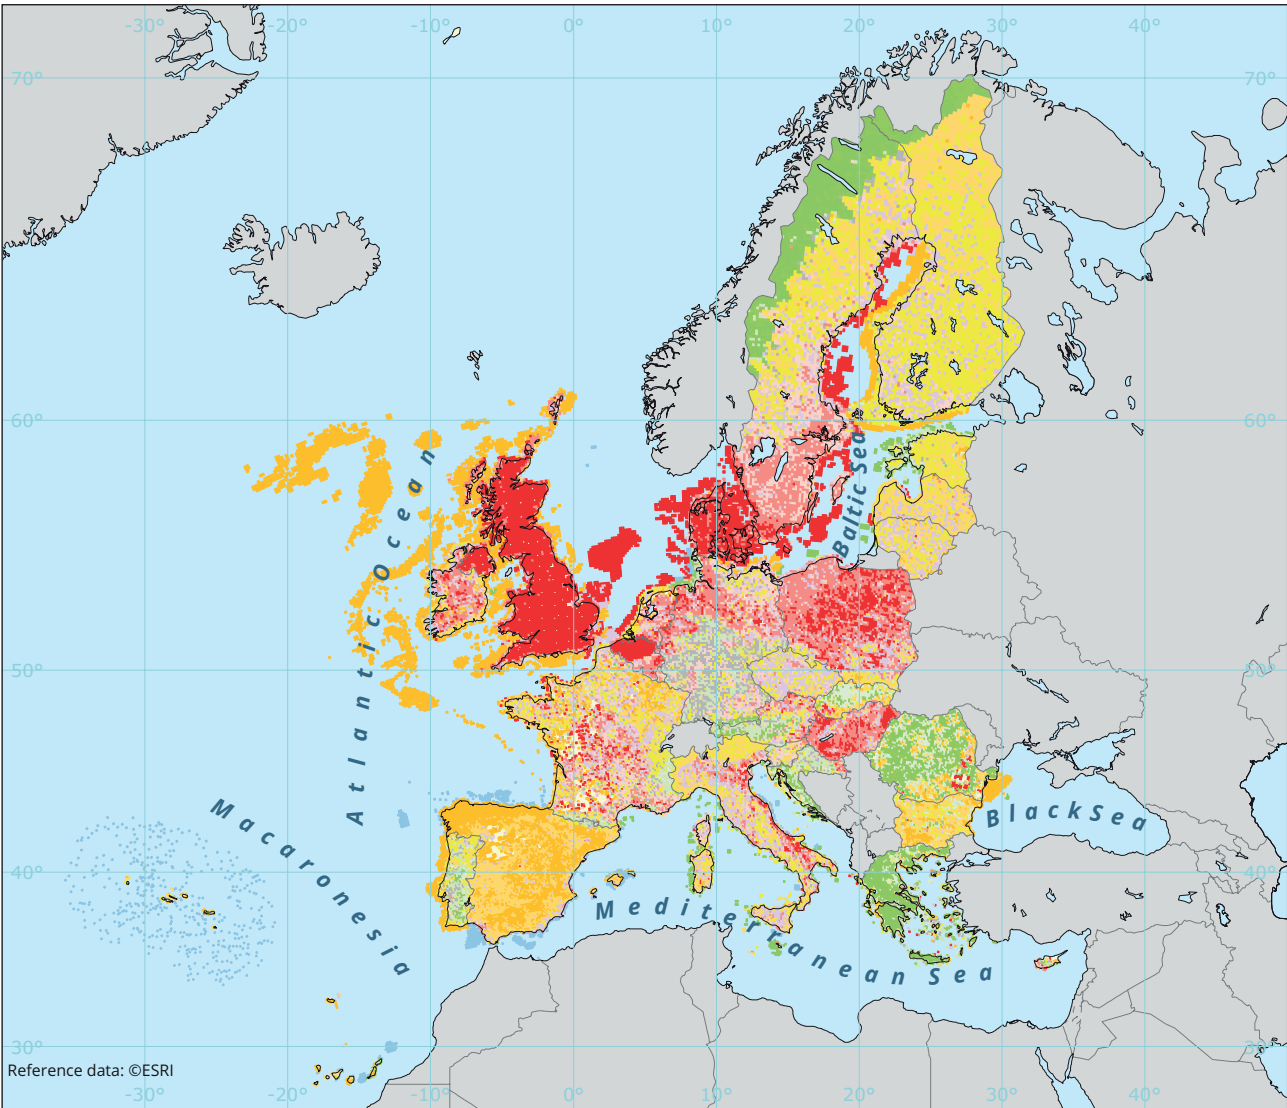 -30° -20° -10° 0° 10° 20° 30° 40°
70° 70°
60° 60°
Atlantic Ocean
Baltic Sea
50° 50°
Macaronesia
Black Sea
40° 40°
Mediterranean Sea
30° 30°
Reference data: ©ESRI
-30° -20° -10° 0° 10° 20° 30° 40°